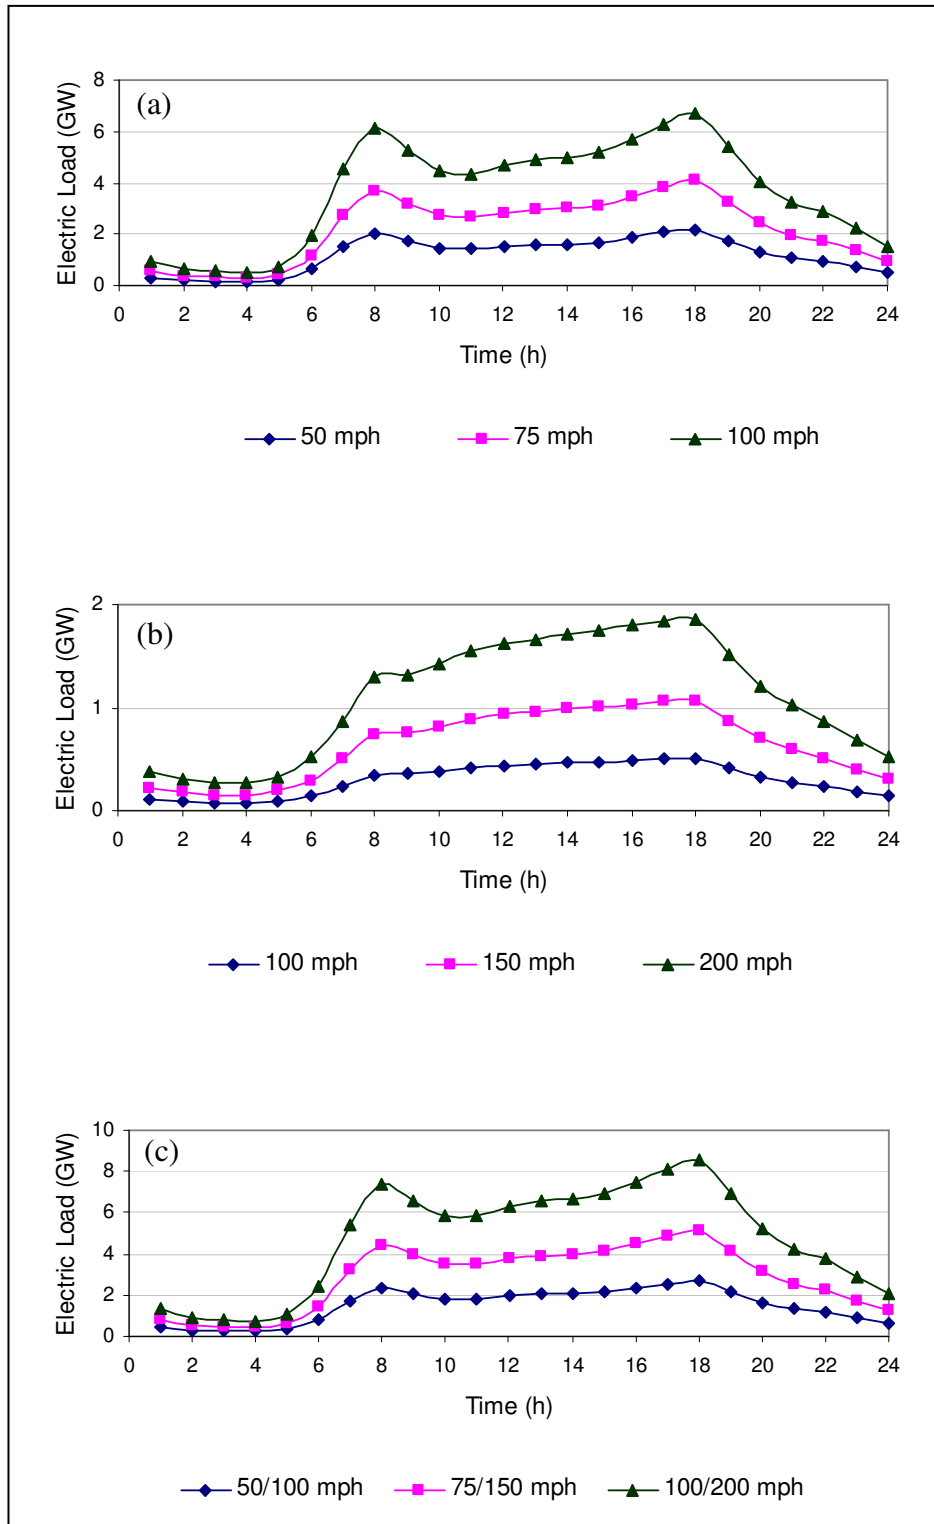 (a)
Electric Load (GW)
8
6
4
2
0
0 2 4 6 8 10 12 14 16 18 20 22 24
Time (h)
50 mph 75 mph 100 mph
(b)
Electric Load (GW)
2
1
0
0 2 4 6 8 10 12 14 16 18 20 22 24
Time (h)
100 mph 150 mph 200 mph
(c)
Electric Load (GW)
10
8
6
4
2
0
0 2 4 6 8 10 12 14 16 18 20 22 24
Time (h)
50/100 mph 75/150 mph 100/200 mph